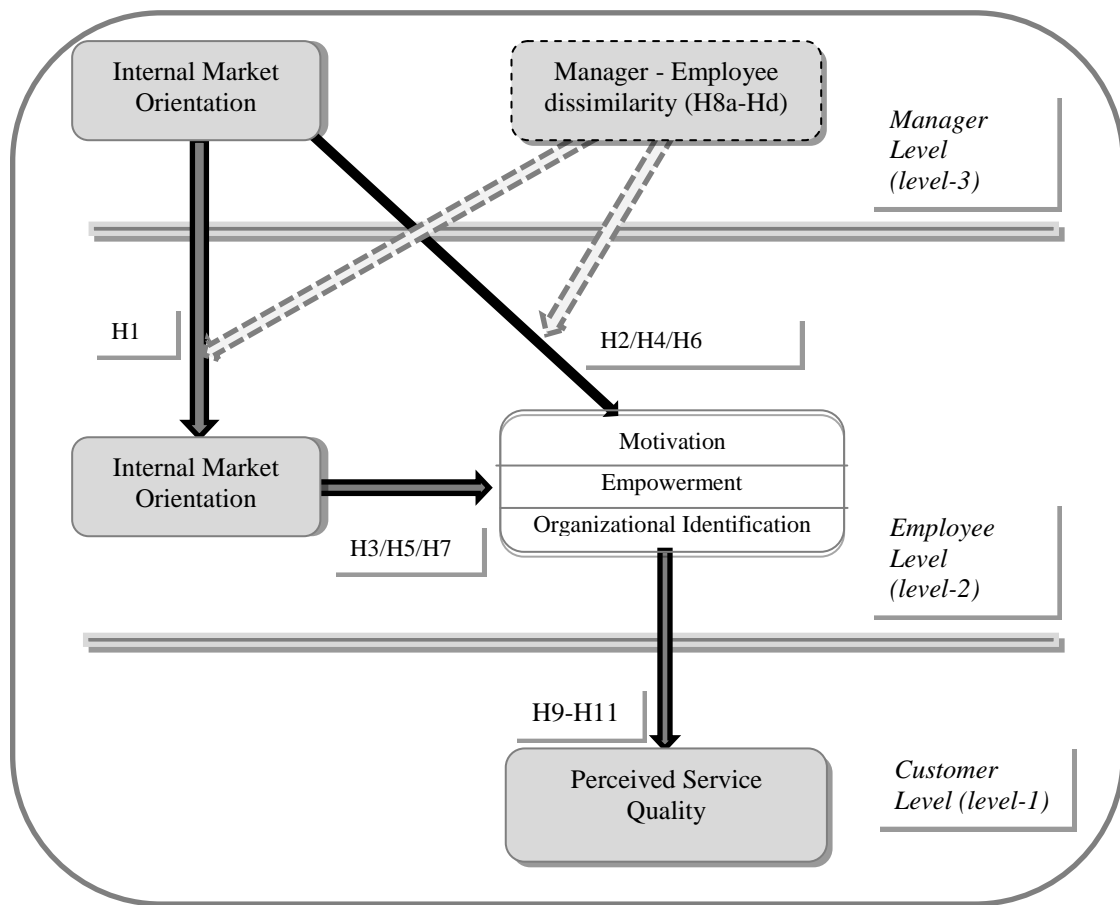 Internal Market
Orientation
Manager - Employee
dissimilarity (H8a-Hd)
Manager
Level
(level-3)
H1
H2/H4/H6
Internal Market
Orientation
Motivation
Empowerment
Organizational Identification
H3/H5/H7
Employee
Level
(level-2)
H9-H11
Perceived Service
Quality
Customer
Level (level-1)